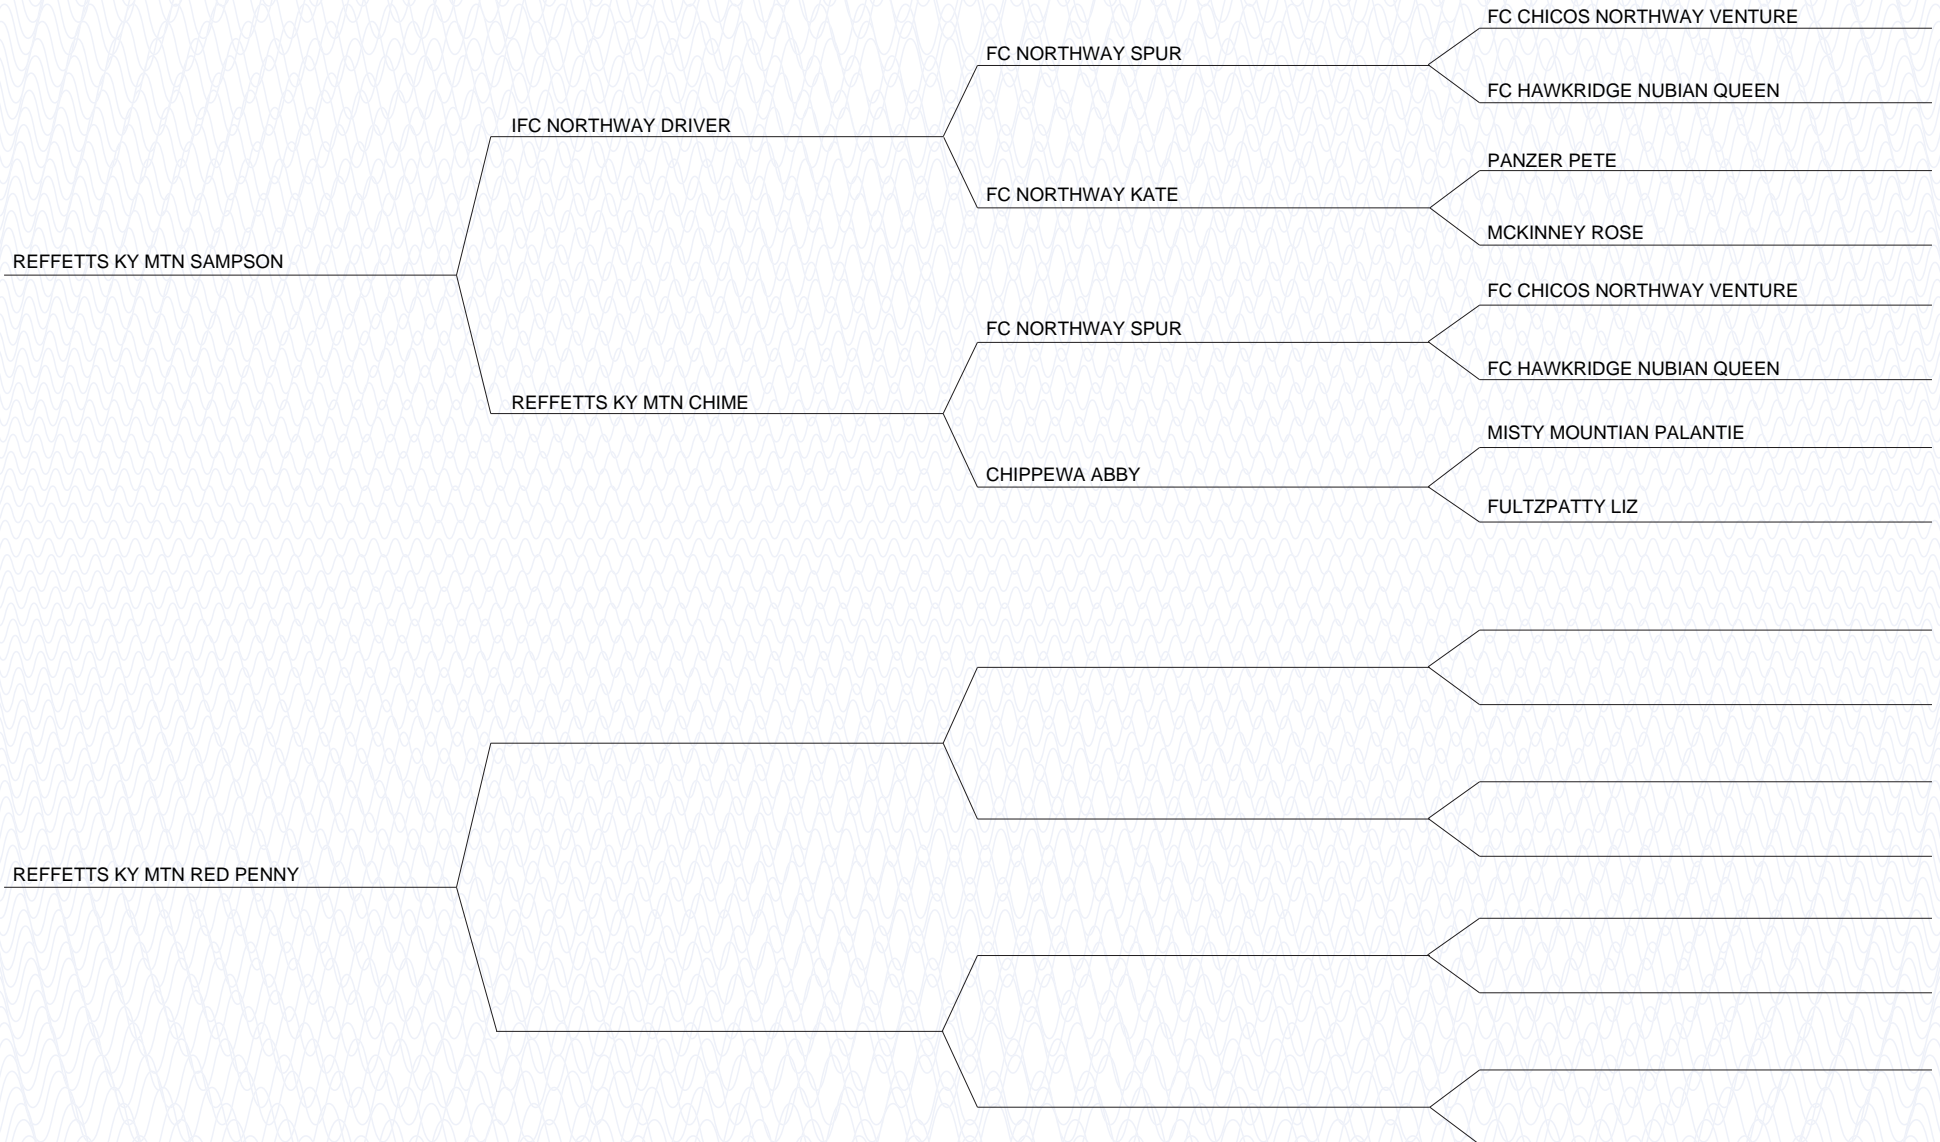 FC CHICOS NORTHWAY VENTURE
FC NORTHWAY SPUR
FC HAWKRIDGE NUBIAN QUEEN
IFC NORTHWAY DRIVER
PANZER PETE
FC NORTHWAY KATE
MCKINNEY ROSE
REFFETTS KY MTN SAMPSON
FC CHICOS NORTHWAY VENTURE
FC NORTHWAY SPUR
FC HAWKRIDGE NUBIAN QUEEN
REFFETTS KY MTN CHIME
MISTY MOUNTIAN PALANTIE
CHIPPEWA ABBY
FULTZPATTY LIZ
REFFETTS KY MTN RED PENNY